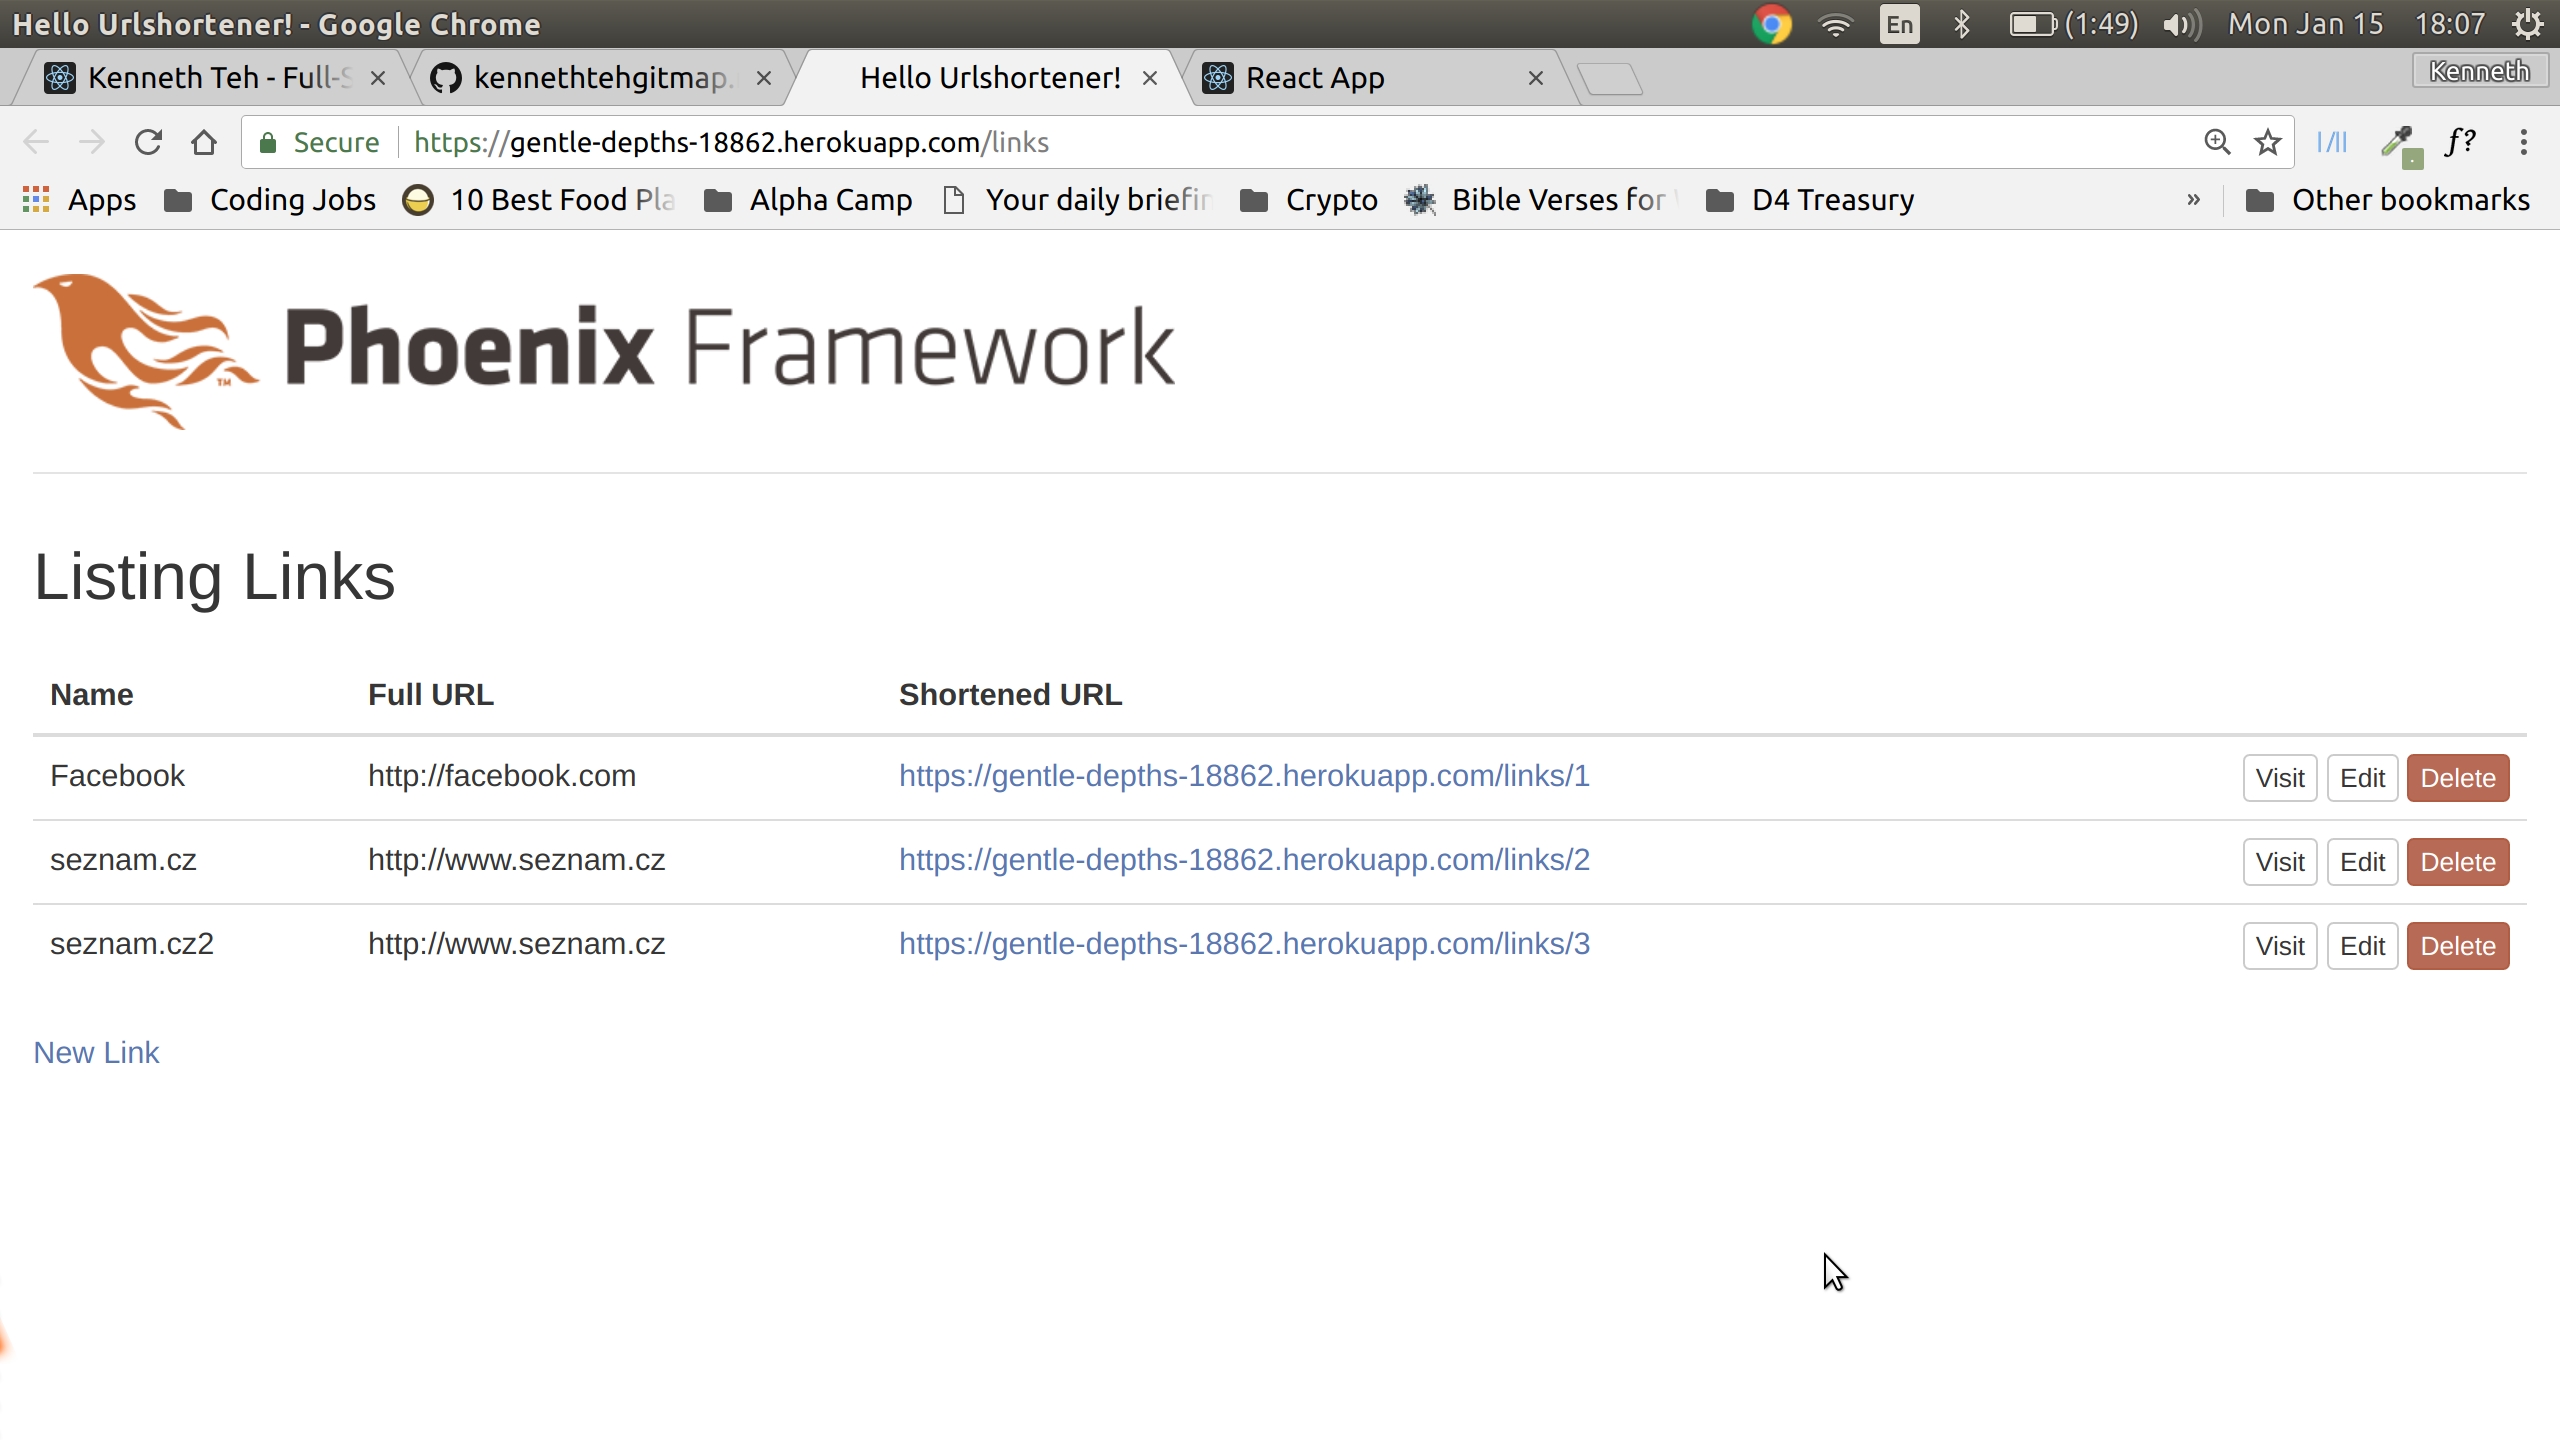 Hello Urlshortener! - Google Chrome En (1:49) Mon Jan 15 18:07
Kenneth Teh - Full-S kennethtehgitmap. Hello Urlshortener! React App Kenneth
Secure https://gentle-depths-18862.herokuapp.com/links f?
Apps Coding Jobs 10 Best Food Pla Alpha Camp Your daily briefin Crypto Bible Verses for D4 Treasury » Other bookmarks
Phoenix Framework
TM
Listing Links
Name Full URL Shortened URL
Facebook http://facebook.com https://gentle-depths-18862.herokuapp.com/links/1 Visit Edit Delete
seznam.cz http://www.seznam.cz https://gentle-depths-18862.herokuapp.com/links/2 Visit Edit Delete
seznam.cz2 http://www.seznam.cz https://gentle-depths-18862.herokuapp.com/links/3 Visit Edit Delete
New Link